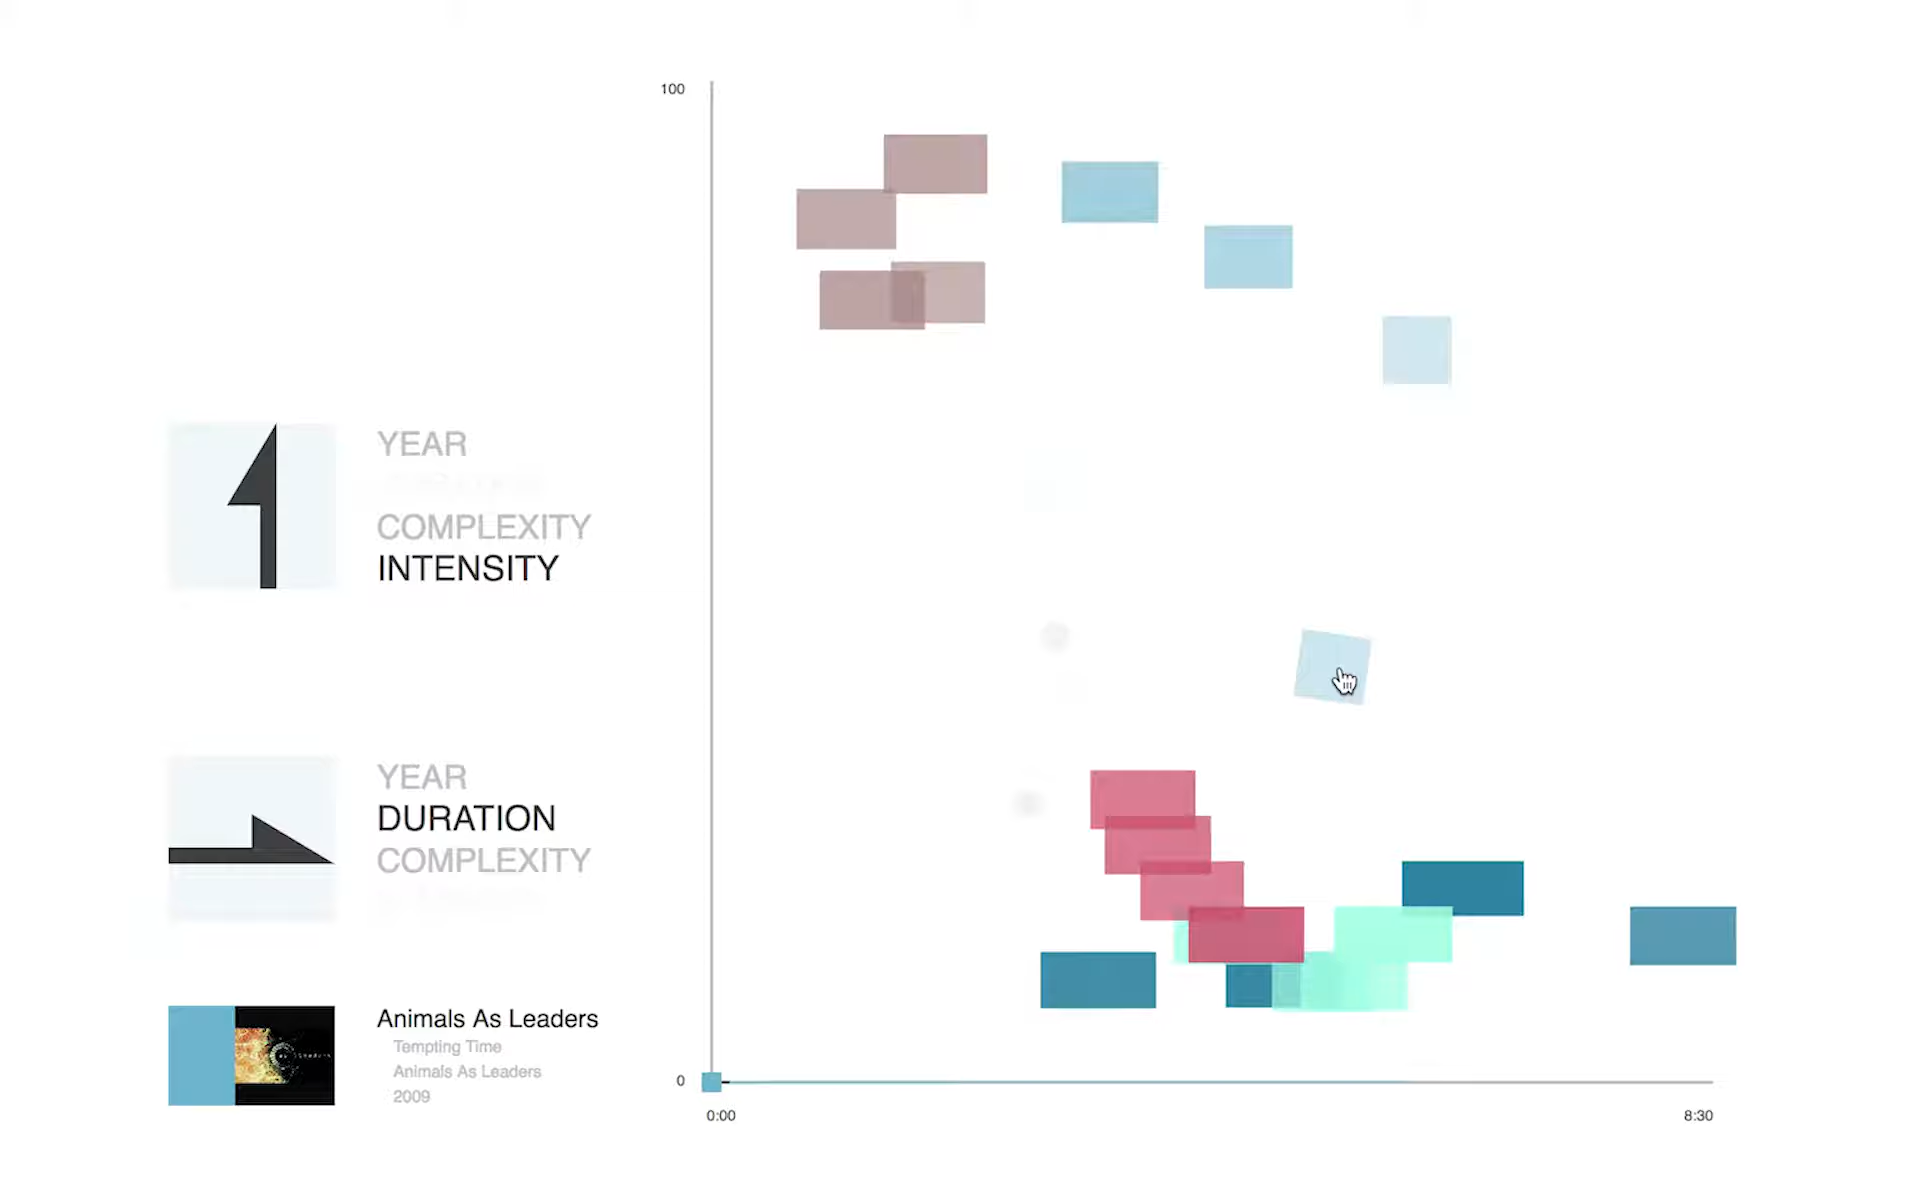 100
YEAR
COMPLEXITY
INTENSITY
YEAR
DURATION
COMPLEXITY
Animals As Leaders
Tempting Time
Animals As Leaders
2009
0
0:00
8:30